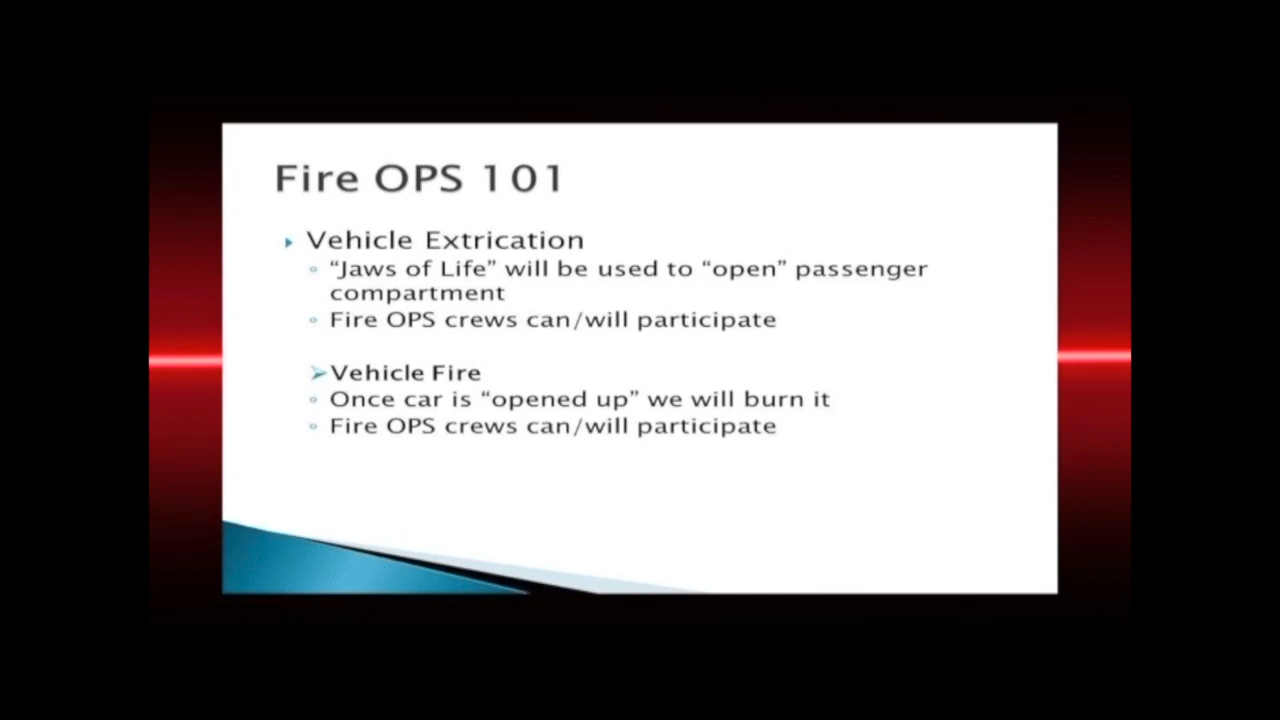 Fire OPS 101
Vehicle Extrication
“Jaws of Life” will be used to “open” passenger
compartment
Fire OPS crews can/will participate
Vehicle Fire
Once car is “opened up” we will burn it
Fire OPS crews can/will participate